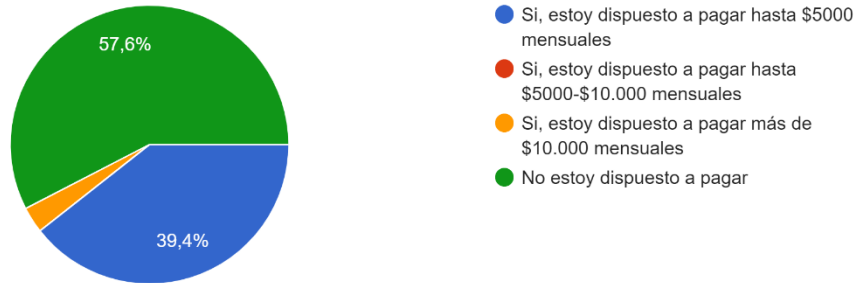 57,6%
39,4%
Si, estoy dispuesto a pagar hasta $5000
mensuales
Si, estoy dispuesto a pagar hasta
$5000-$10.000 mensuales
Si, estoy dispuesto a pagar más de
$10.000 mensuales
No estoy dispuesto a pagar